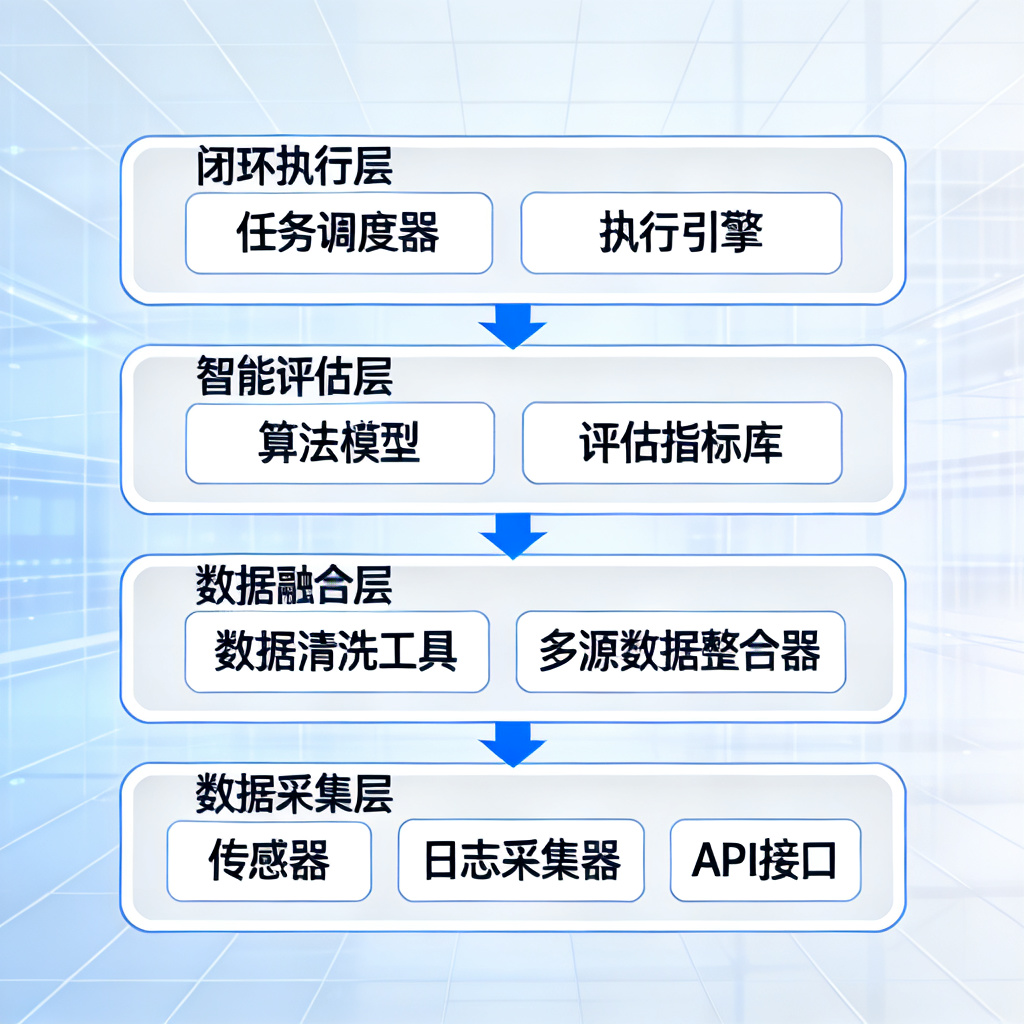 闭环执行层
任务调度器
执行引擎
智能评估层
算法模型
评估指标库
数据融合层
数据清洗工具
多源数据整合器
数据采集层
传感器
日志采集器
API接口